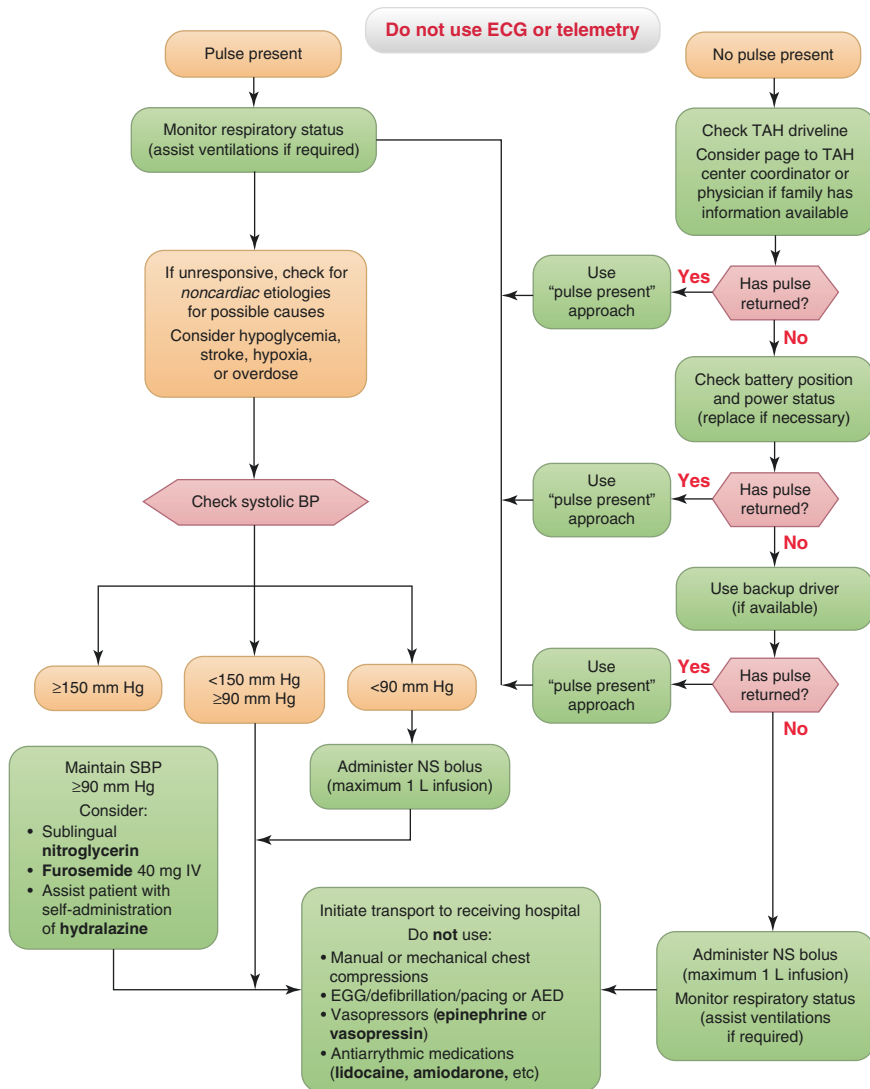 Do not use ECG or telemetry
Pulse present
Monitor respiratory status
(assist ventilations if required)
If unresponsive, check for
noncardiac etiologies
for possible causes
Consider hypoglycemia,
stroke, hypoxia,
or overdose
Check systolic BP
≥150 mm Hg
<150 mm Hg
≥90 mm Hg
<90 mm Hg
Maintain SBP
≥90 mm Hg
Consider:
• Sublingual
nitroglycerin
• Furosemide 40 mg IV
• Assist patient with
self-administration
of hydralazine
Administer NS bolus
(maximum 1 L infusion)
No pulse present
Check TAH driveline
Consider page to TAH
center coordinator or
physician if family has
information available
Has pulse
returned?
Yes
Use
“pulse present”
approach
No
Check battery position
and power status
(replace if necessary)
Has pulse
returned?
Yes
Use
“pulse present”
approach
No
Use backup driver
(if available)
Has pulse
returned?
Yes
Use
“pulse present”
approach
No
Administer NS bolus
(maximum 1 L infusion)
Monitor respiratory status
(assist ventilations
if required)
Initiate transport to receiving hospital
Do not use:
• Manual or mechanical chest
compressions
• EGG/defibrillation/pacing or AED
• Vasopressors (epinephrine or
vasopressin)
• Antiarrythmic medications
(lidocaine, amiodarone, etc)